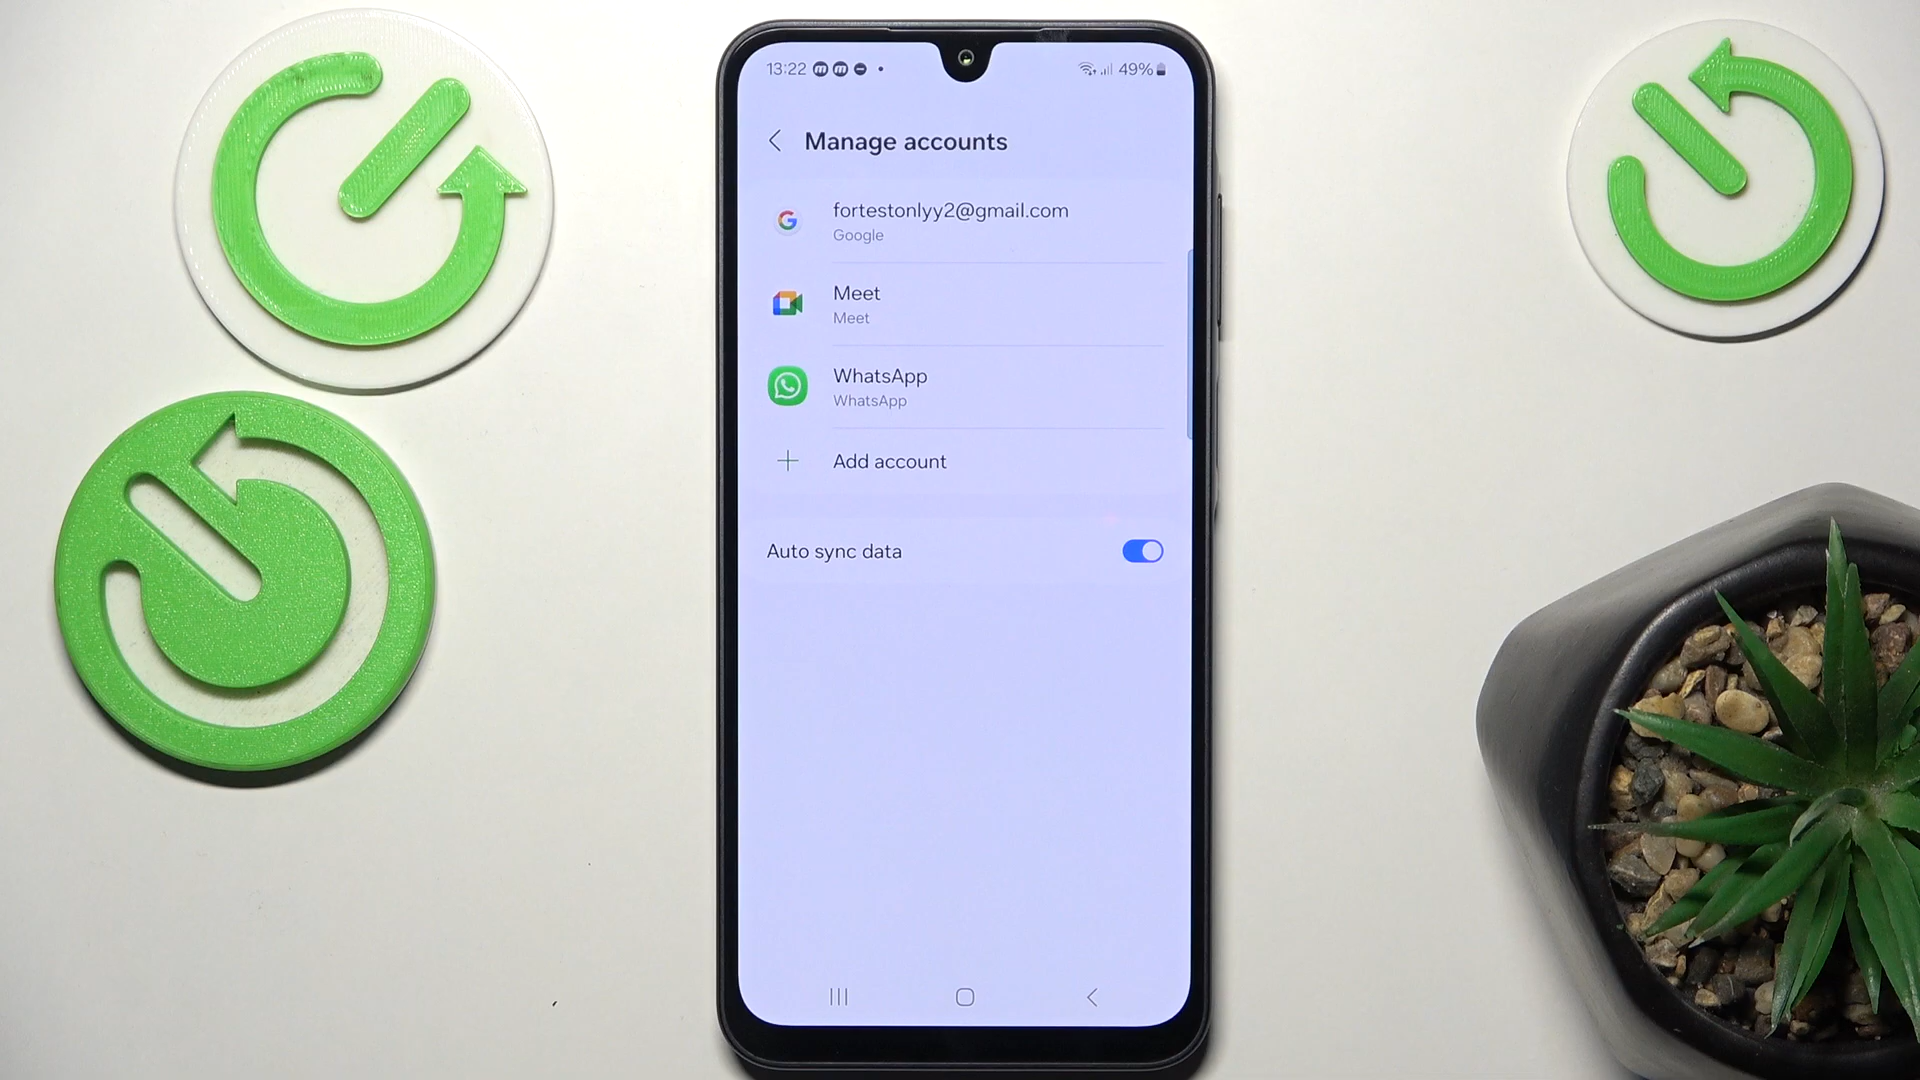 13:22 49%
Manage accounts
fortestonlyy2@gmail.com
Google
Meet
Meet
WhatsApp
WhatsApp
Add account
Auto sync data